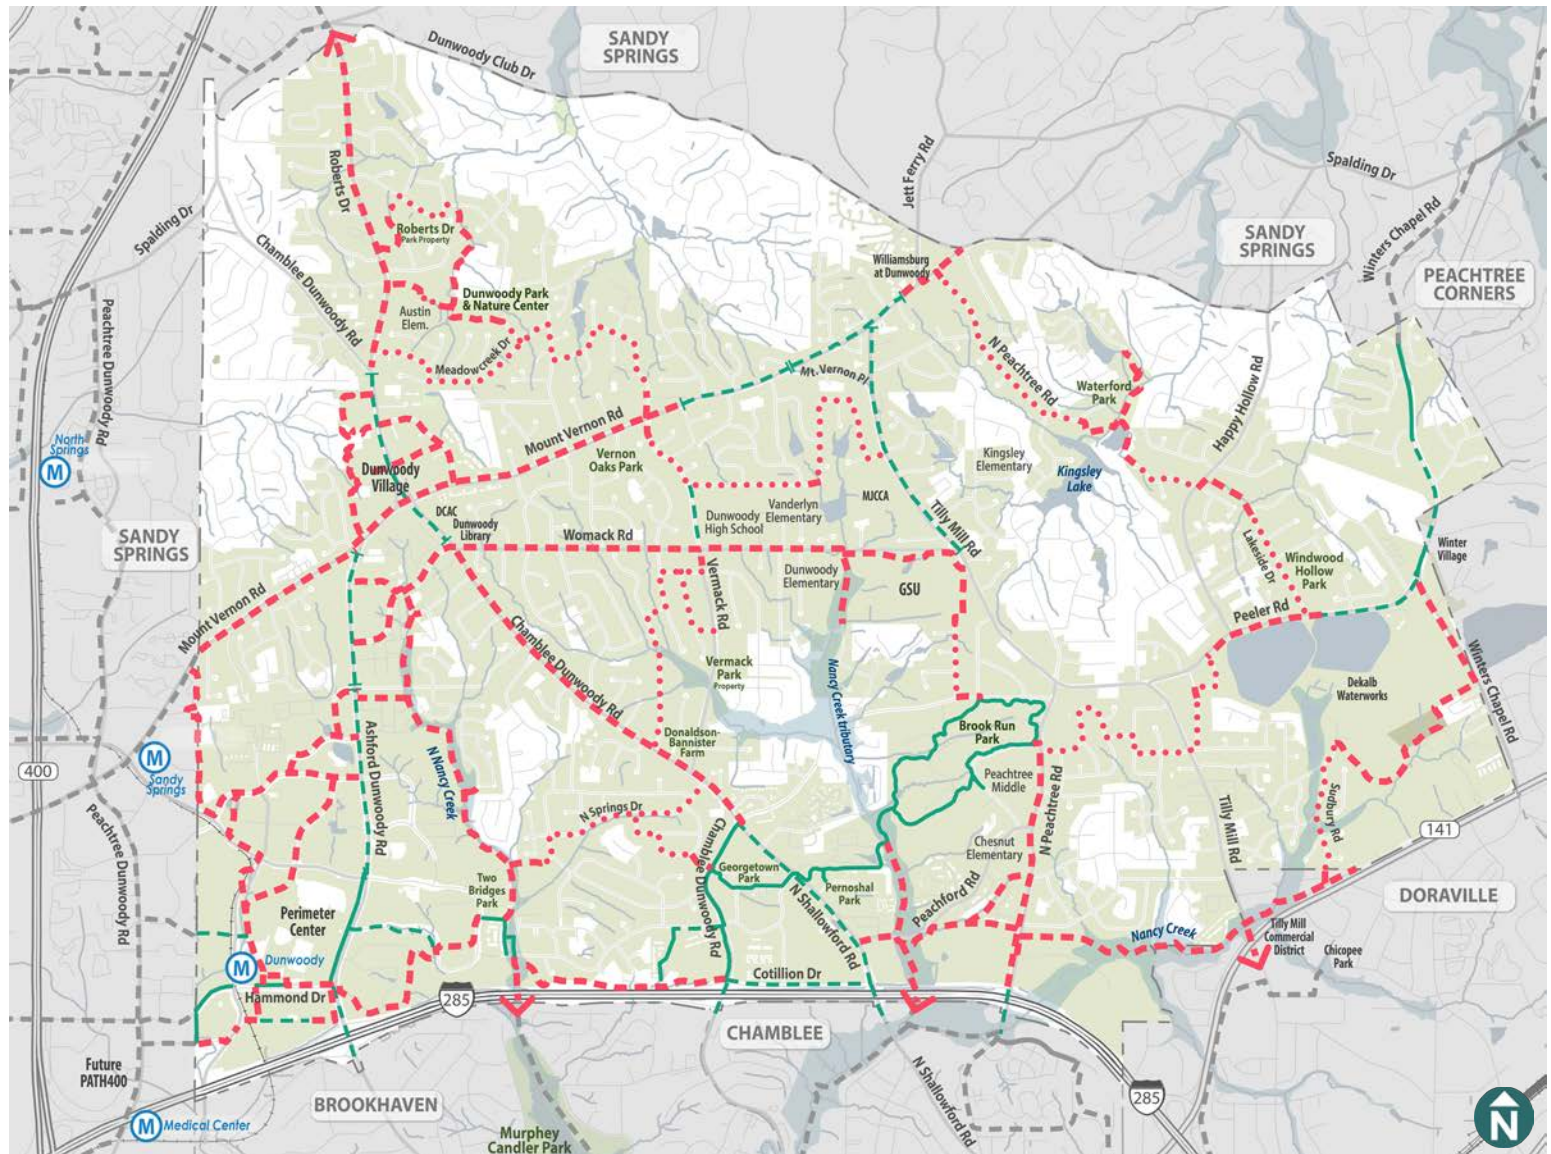 SANDY
SPRINGS
Dunwoody Club Dr
Jett Ferry Rd
Spalding Dr
Winters Chapel Rd
SANDY
SPRINGS
PEACHTREE
CORNERS
Roberts Dr
Spalding Dr
Roberts Dr
Park Property
Chamblee Dunwoody Rd
Williamsburg
at Dunwoody
Dunwoody Park
& Nature Center
Austin
Elem.
Peachtree Dunwoody Rd
Meadowcreek Dr
Mt. Vernon Pl
N Peachtree Rd
Waterford
Park
Happy Hollow Rd
Mount Vernon Rd
North
Springs
M
Dunwoody
Village
Vernon
Oaks Park
Kingsley
Elementary
Kingsley
Lake
MJCCA
DCAC
Dunwoody
Library
Dunwoody
High School
Vanderlyn
Elementary
Tilly Mill Rd
SANDY
SPRINGS
Womack Rd
Lakeside Dr
Windwood
Hollow
Park
Winter
Village
Vermack Rd
Dunwoody
Elementary
GSU
Mount Vernon Rd
Peeler Rd
Chamblee Dunwoody Rd
Vermack
Park
Property
Nancy Creek tributary
Winters Chapel Rd
Dekalb
Waterworks
Ashford Dunwoody Rd
Donaldson-
Bannister
Farm
Brook Run
Park
N Nancy Creek
M
Sandy
Springs
400
Peachtree
Middle
N Peachtree Rd
Peachtree Dunwoody Rd
N Springs Dr
Chamblee Dunwoody Rd
Tilly Mill Rd
Sudbury Rd
141
Chesnut
Elementary
Georgetown
Park
Pernoshal
Park
N Shallowford Rd
Peachford Rd
Two
Bridges
Park
DORAVILLE
Perimeter
Center
Nancy Creek
Tilly Mill
Commercial
District
Chicopee
Park
M
Dunwoody
Cotillion Dr
Hammond Dr
285
CHAMBLEE
Future
PATH400
N Shallowford Rd
285
BROOKHAVEN
M
Medical Center
Murphey
Candler Park
N